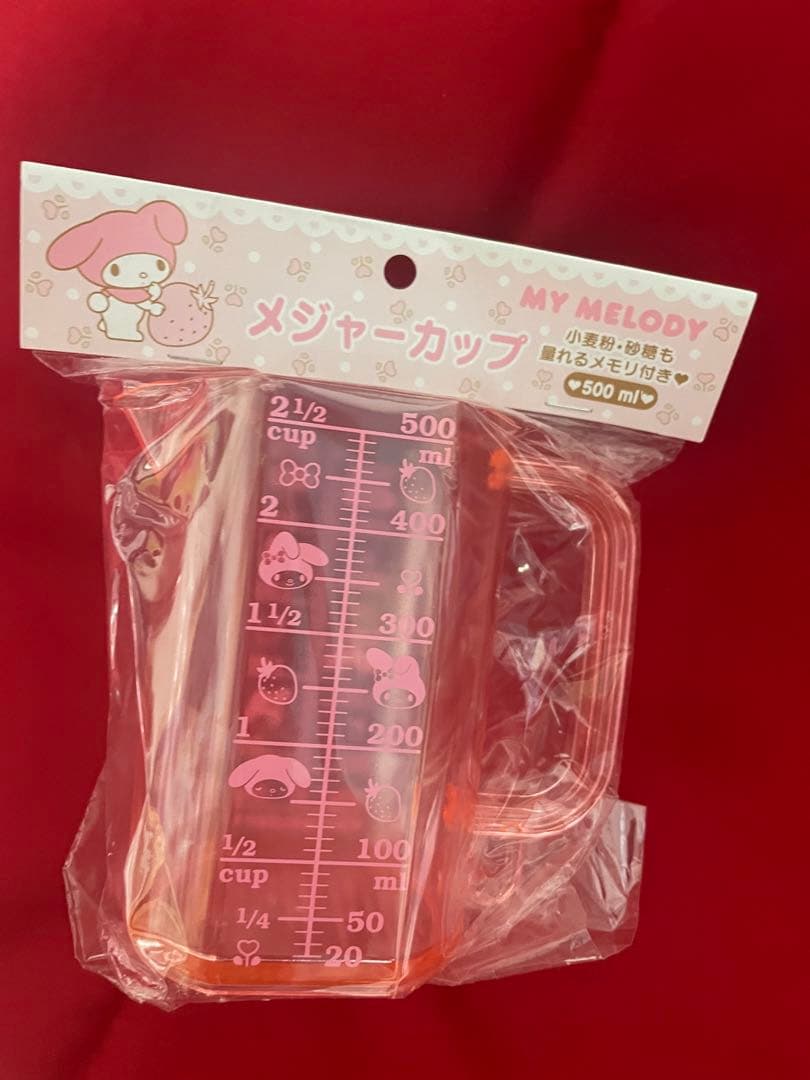 MY MELODY
メジャーカップ
小麦粉・砂糖も
量れるメモリ付き♥
♥500 ml♥
2 1/2 500
cup ml
2 400
1 1/2 300
1 200
1/2 100
cup ml
1/4 50
20